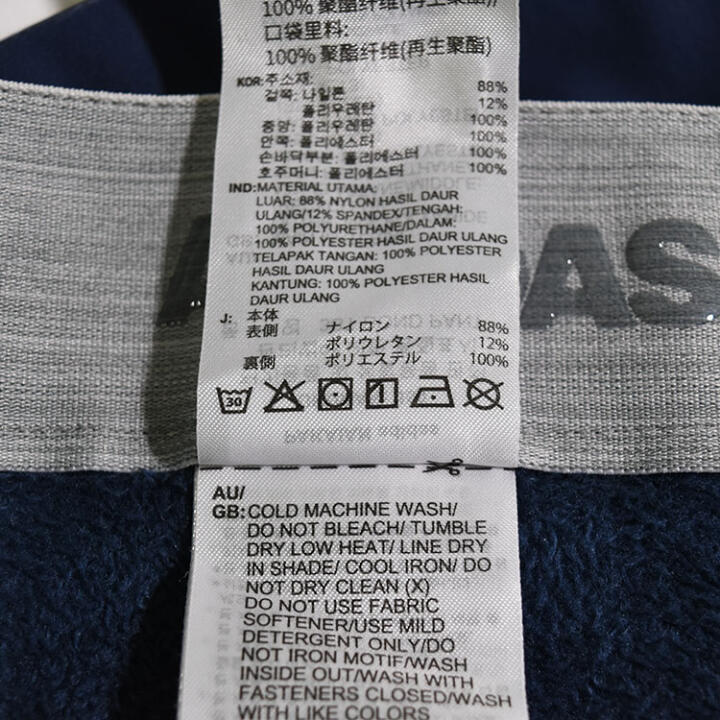 100% 聚酯纤维(再生聚酯)
口袋里料:
100% 聚酯纤维(再生聚酯)
KOR: 주소재:
겉쪽: 나일론 88%
폴리우레탄 12%
중앙: 폴리우레탄 100%
안쪽: 폴리에스터 100%
손바닥부분: 폴리에스터 100%
호주머니: 폴리에스터 100%
IND: MATERIAL UTAMA:
LUAR: 88% NYLON HASIL DAUR
ULANG/12% SPANDEX/TENGAH:
100% POLYURETHANE/DALAM:
100% POLYESTER HASIL DAUR ULANG
TELAPAK TANGAN: 100% POLYESTER
HASIL DAUR ULANG
KANTUNG: 100% POLYESTER HASIL
DAUR ULANG
J: 本体
表側 ナイロン 88%
ポリウレタン 12%
裏側 ポリエステル 100%
30
AU/
GB: COLD MACHINE WASH/
DO NOT BLEACH/ TUMBLE
DRY LOW HEAT/ LINE DRY
IN SHADE/ COOL IRON/ DO
NOT DRY CLEAN (X)
DO NOT USE FABRIC
SOFTENER/USE MILD
DETERGENT ONLY/DO
NOT IRON MOTIF/WASH
INSIDE OUT/WASH WITH
FASTENERS CLOSED/WASH
WITH LIKE COLORS